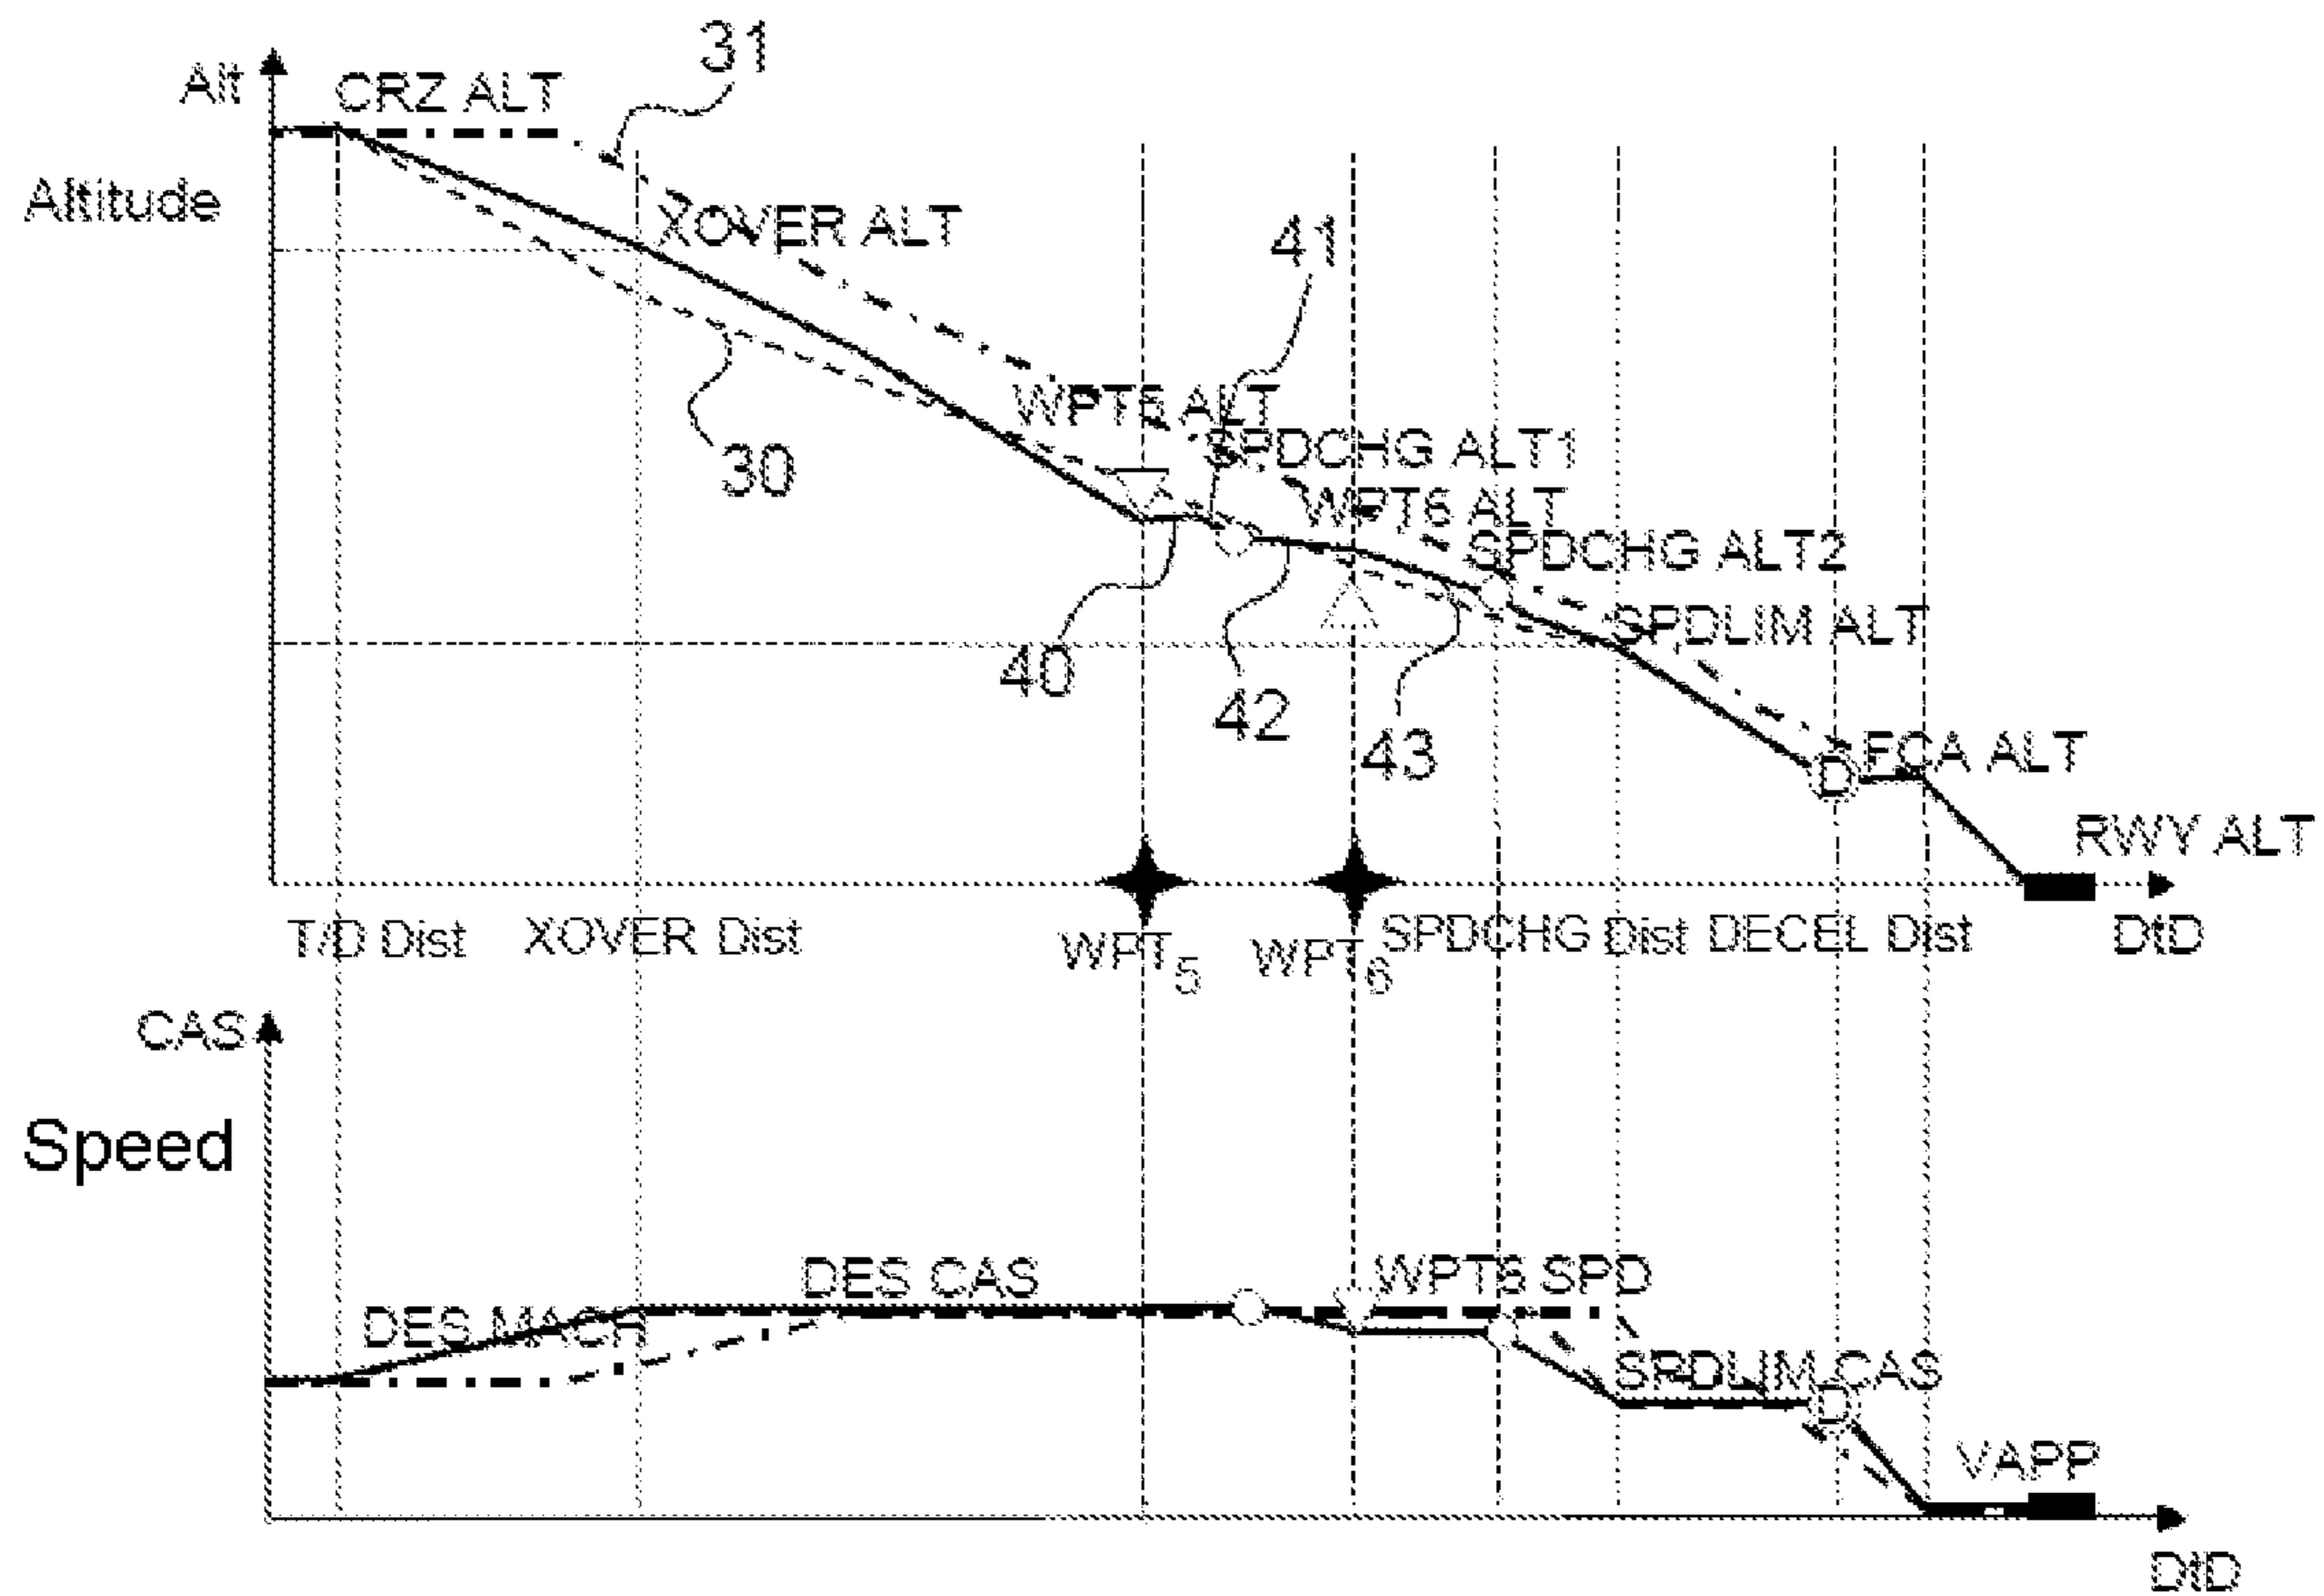 31
Alt
CRZ ALT
Altitude
XOVER ALT
41
WPT5 ALT
SPDCHG ALT1
30
WPT6 ALT
SPDCHG ALT2
SPDLIM ALT
40
42
43
D
FCA ALT
RWY ALT
T/D Dist
XOVER Dist
WPT5
WPT6
SPDCHG Dist
DECEL Dist
DtD
CAS
Speed
DES CAS
WPT6 SPD
DES MACH
SPDLIM CAS
D
VAPP
DtD